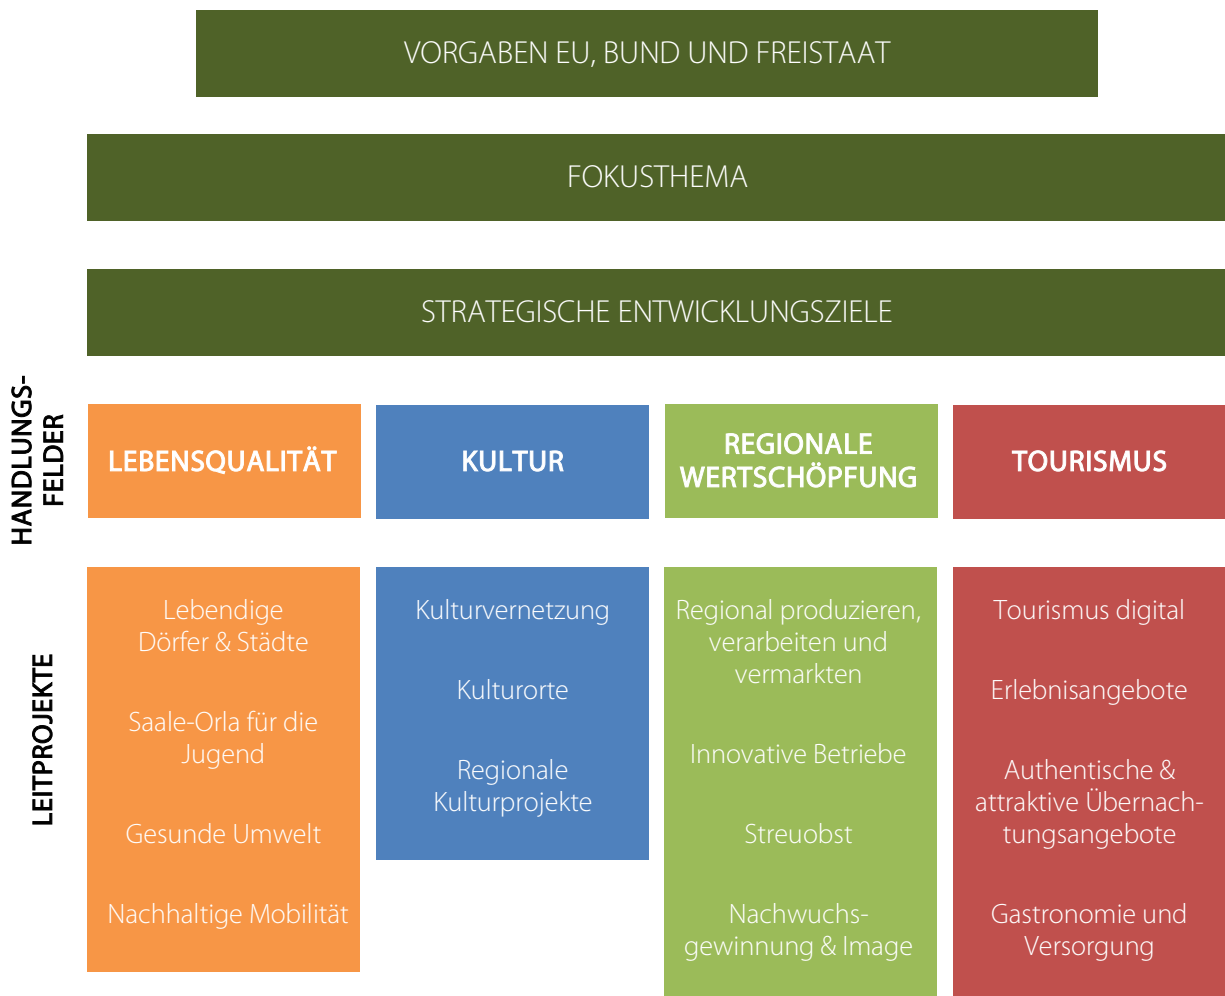 VORGABEN EU, BUND UND FREISTAAT
FOKUSTHEMA
STRATEGISCHE ENTWICKLUNGSZIELE
HANDLUNGS-
FELDER
LEBENSQUALITÄT
KULTUR
REGIONALE
WERTSCHÖPFUNG
TOURISMUS
LEITPROJEKTE
Lebendige
Dörfer & Städte
Saale-Orla für die
Jugend
Gesunde Umwelt
Nachhaltige Mobilität
Kulturvernetzung
Kulturorte
Regionale
Kulturprojekte
Regional produzieren,
verarbeiten und
vermarkten
Innovative Betriebe
Streuobst
Nachwuchs-
gewinnung & Image
Tourismus digital
Erlebnisangebote
Authentische &
attraktive Übernach-
tungsangebote
Gastronomie und
Versorgung